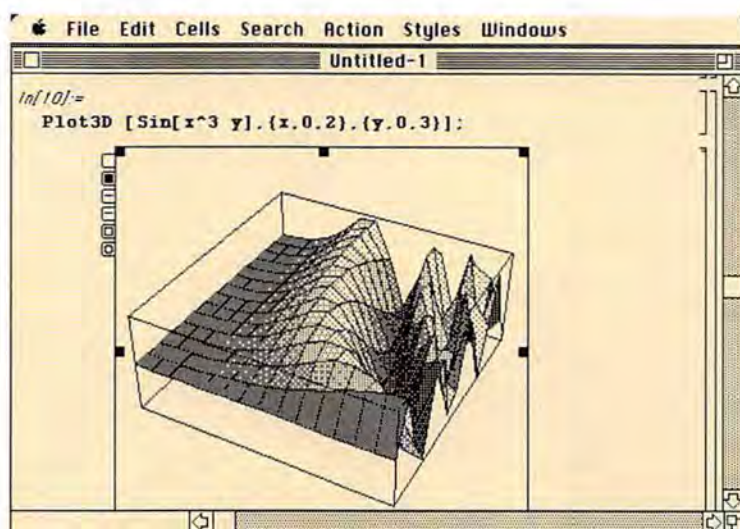 File Edit Cells Search Action Styles Windows
Untitled-1
In[10]:=
Plot3D [Sin[x^3 y],{x,0,2},{y,0,3}];